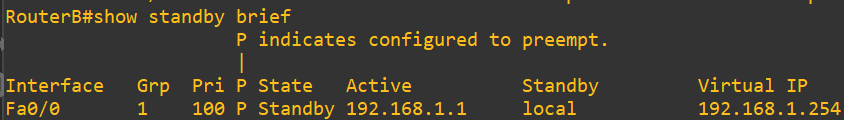 RouterB#show standby brief
                     P indicates configured to preempt.
                     |
Interface   Grp  Pri P State   Active          Standby         Virtual IP
Fa0/0       1    100 P Standby 192.168.1.1     local           192.168.1.254